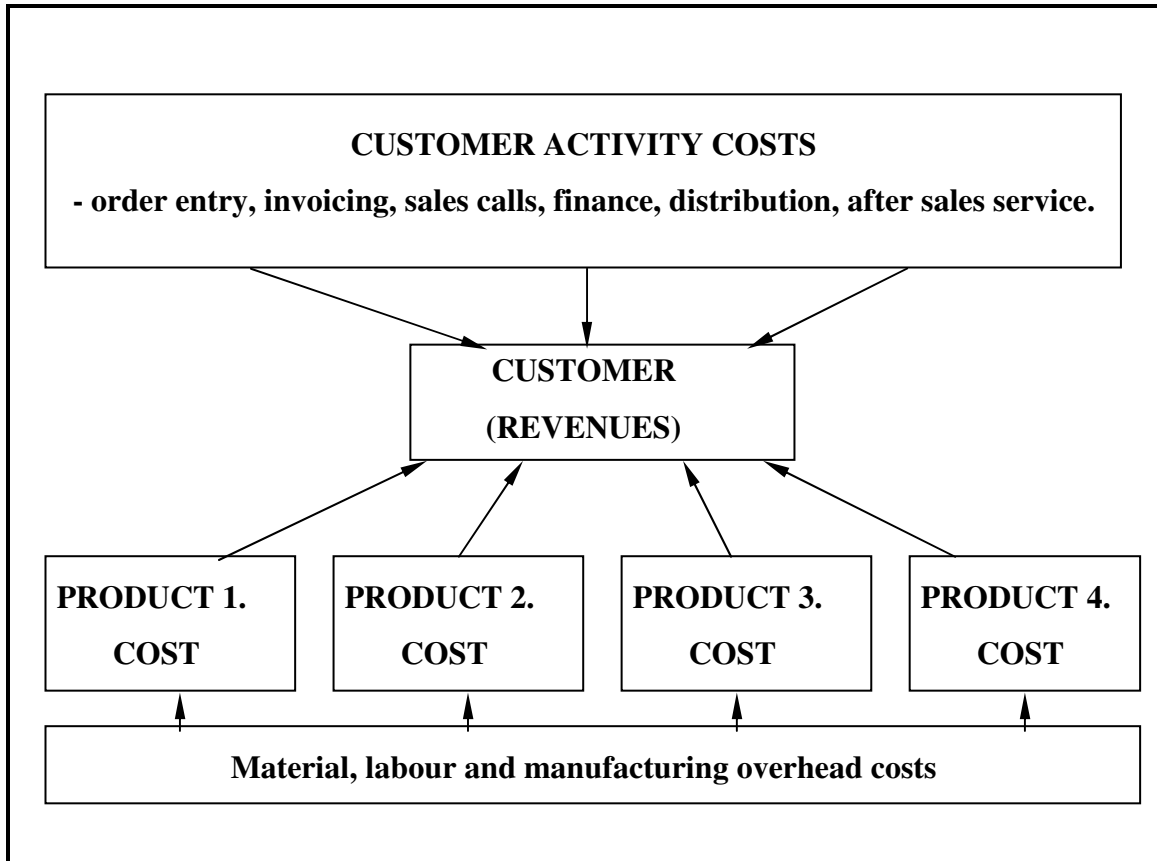 CUSTOMER ACTIVITY COSTS
- order entry, invoicing, sales calls, finance, distribution, after sales service.
CUSTOMER
(REVENUES)
PRODUCT 1.
COST
PRODUCT 2.
COST
PRODUCT 3.
COST
PRODUCT 4.
COST
Material, labour and manufacturing overhead costs